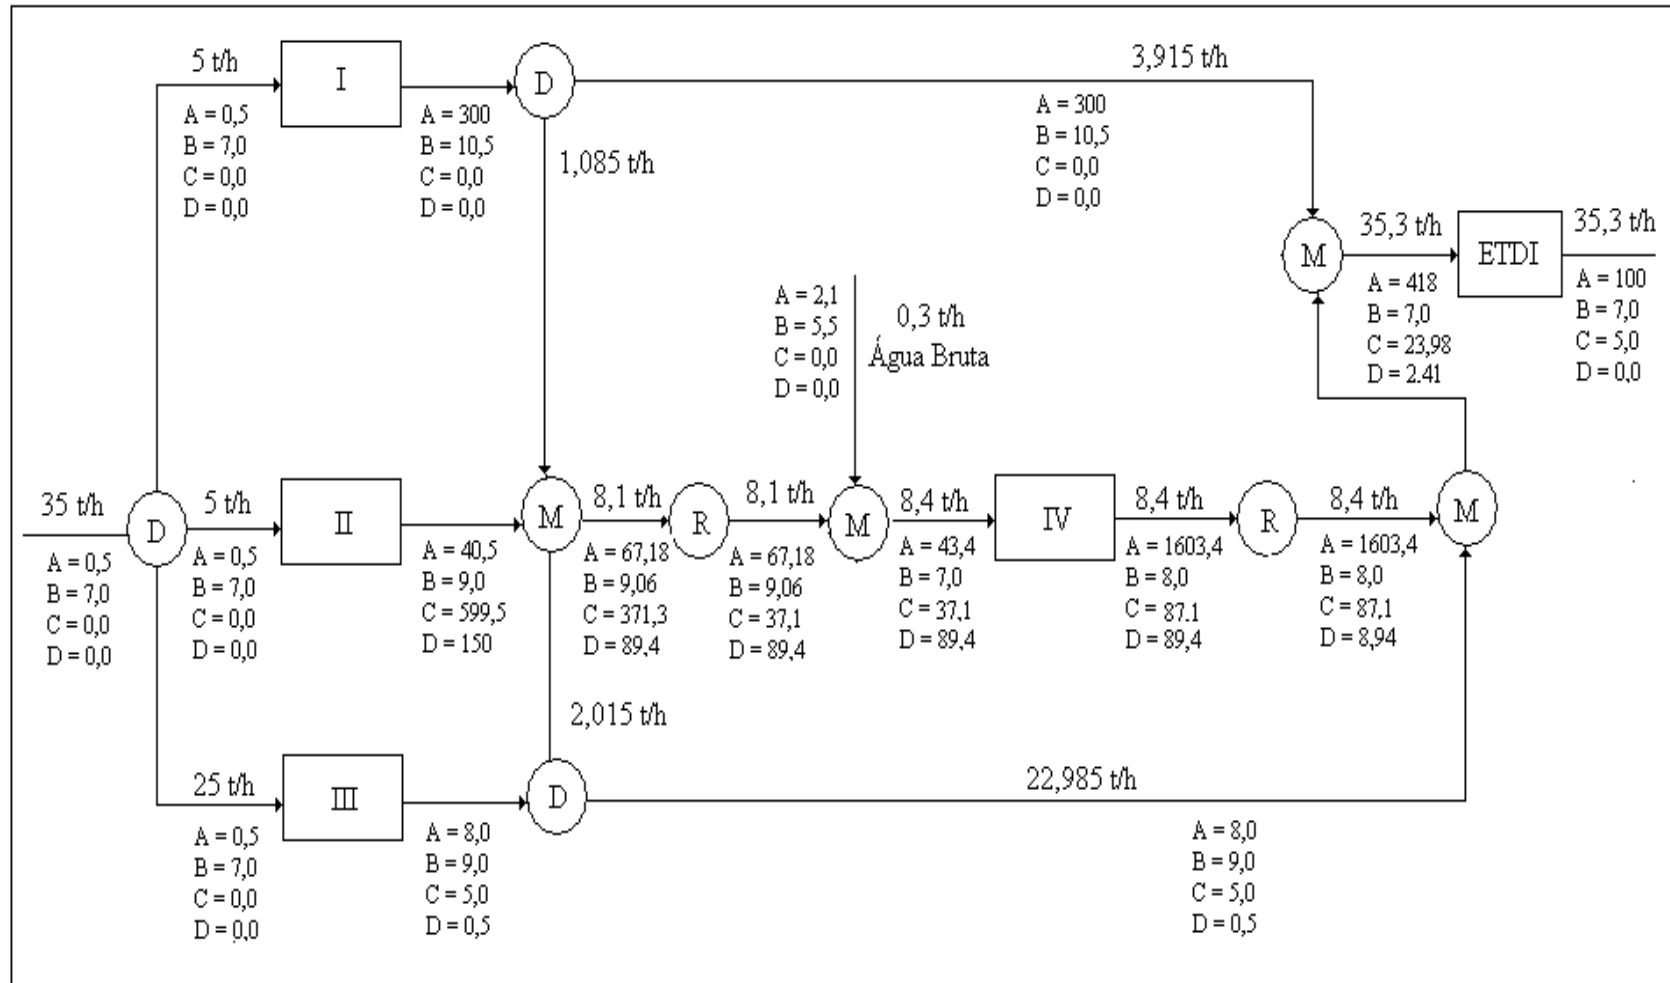 5 t/h
I
D
3,915 t/h
A = 0,5
B = 7,0
C = 0,0
D = 0,0
A = 300
B = 10,5
C = 0,0
D = 0,0
1,085 t/h
A = 300
B = 10,5
C = 0,0
D = 0,0
M
35,3 t/h
ETDI
35,3 t/h
A = 418
B = 7,0
C = 23,98
D = 2.41
A = 100
B = 7,0
C = 5,0
D = 0,0
A = 2,1
B = 5,5
C = 0,0
D = 0,0
0,3 t/h
Água Bruta
35 t/h
D
A = 0,5
B = 7,0
C = 0,0
D = 0,0
5 t/h
II
A = 0,5
B = 7,0
C = 0,0
D = 0,0
A = 40,5
B = 9,0
C = 599,5
D = 150
M
8,1 t/h
R
8,1 t/h
M
8,4 t/h
IV
8,4 t/h
R
8,4 t/h
M
A = 67,18
B = 9,06
C = 371,3
D = 89.4
A = 67,18
B = 9,06
C = 37,1
D = 89.4
A = 43,4
B = 7,0
C = 37,1
D = 89,4
A = 1603,4
B = 8,0
C = 87.1
D = 89,4
A = 1603,4
B = 8,0
C = 87,1
D = 8,94
2,015 t/h
25 t/h
III
D
22,985 t/h
A = 0,5
B = 7,0
C = 0,0
D = 0,0
A = 8,0
B = 9,0
C = 5,0
D = 0,5
A = 8,0
B = 9,0
C = 5,0
D = 0,5